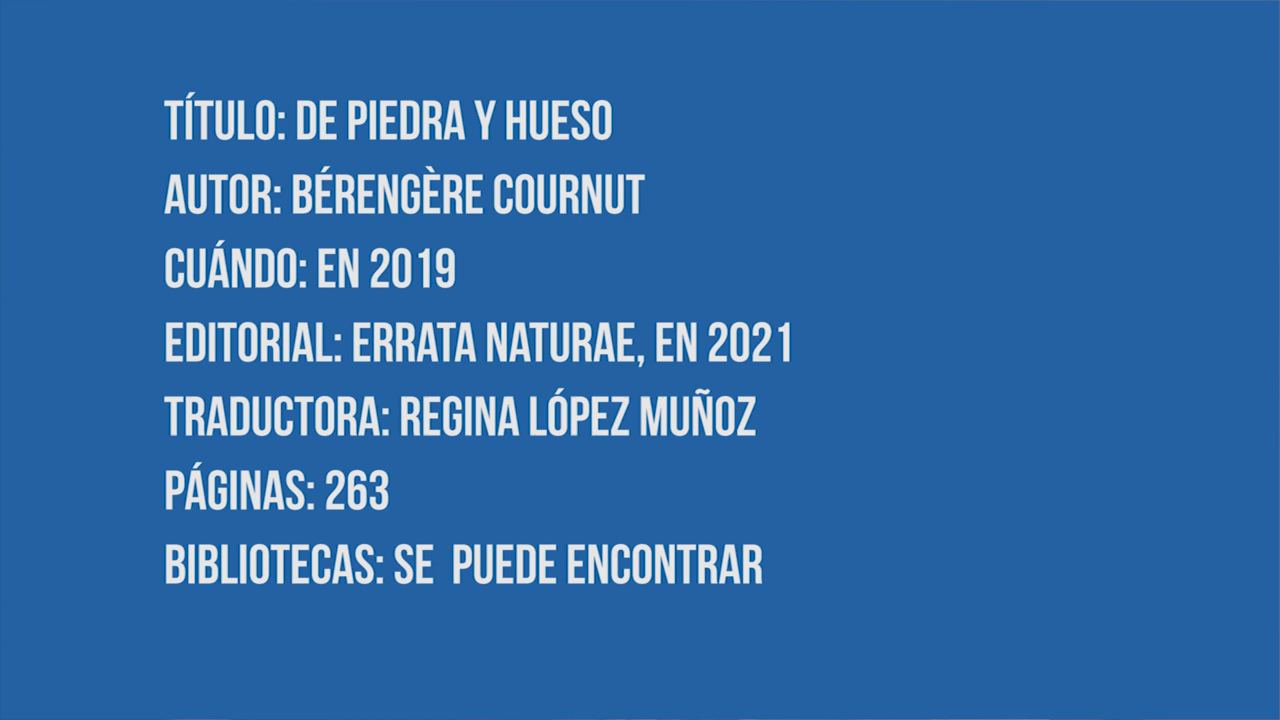 TÍTULO: DE PIEDRA Y HUESO
AUTOR: BÉRENGÈRE COURNUT
CUÁNDO: EN 2019
EDITORIAL: ERRATA NATURAE, EN 2021
TRADUCTORA: REGINA LÓPEZ MUÑOZ
PÁGINAS: 263
BIBLIOTECAS: SE  PUEDE ENCONTRAR